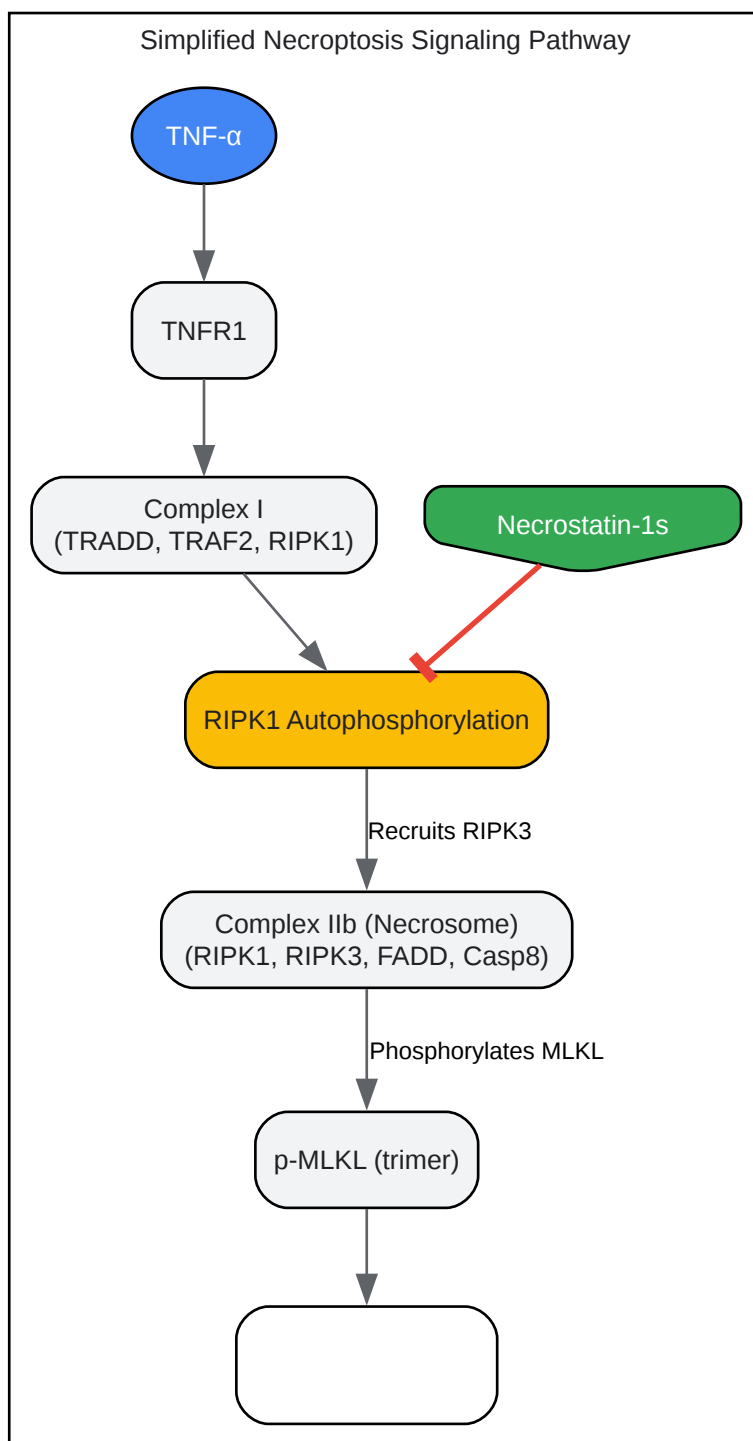 Simplified Necroptosis Signaling Pathway
TNF-α
TNFR1
Complex I
(TRADD, TRAF2, RIPK1)
Necrostatin-1s
RIPK1 Autophosphorylation
Recruits RIPK3
Complex IIb (Necrosome)
(RIPK1, RIPK3, FADD, Casp8)
Phosphorylates MLKL
p-MLKL (trimer)